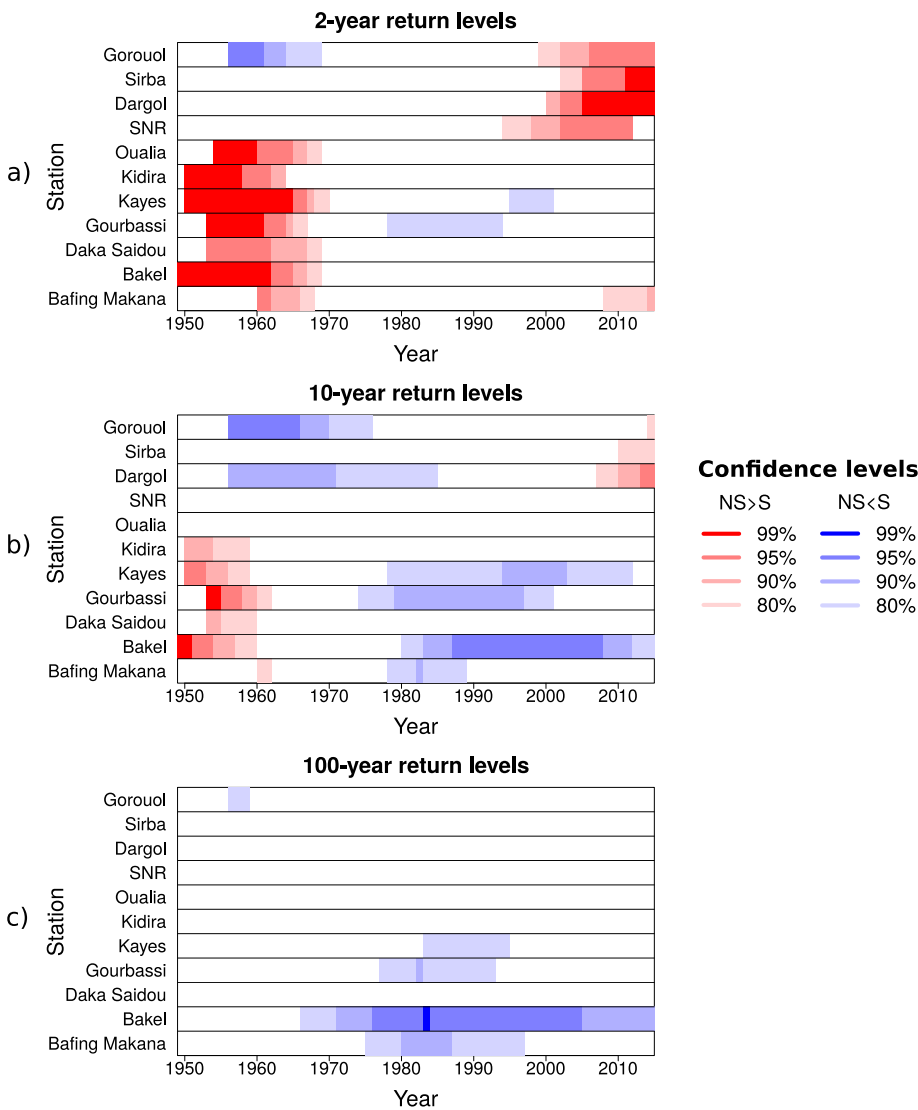 2-year return levels
Gorouol
Sirba
Dargol
SNR
Oualia
Kidira
Kayes
Gourbassi
Daka Saidou
Bakel
Bafing Makana
a)
Station
1950 1960 1970 1980 1990 2000 2010
Year
10-year return levels
Gorouol
Sirba
Dargol
SNR
Oualia
Kidira
Kayes
Gourbassi
Daka Saidou
Bakel
Bafing Makana
b)
Station
1950 1960 1970 1980 1990 2000 2010
Year
Confidence levels
NS>S NS<S
99% 99%
95% 95%
90% 90%
80% 80%
100-year return levels
Gorouol
Sirba
Dargol
SNR
Oualia
Kidira
Kayes
Gourbassi
Daka Saidou
Bakel
Bafing Makana
c)
Station
1950 1960 1970 1980 1990 2000 2010
Year